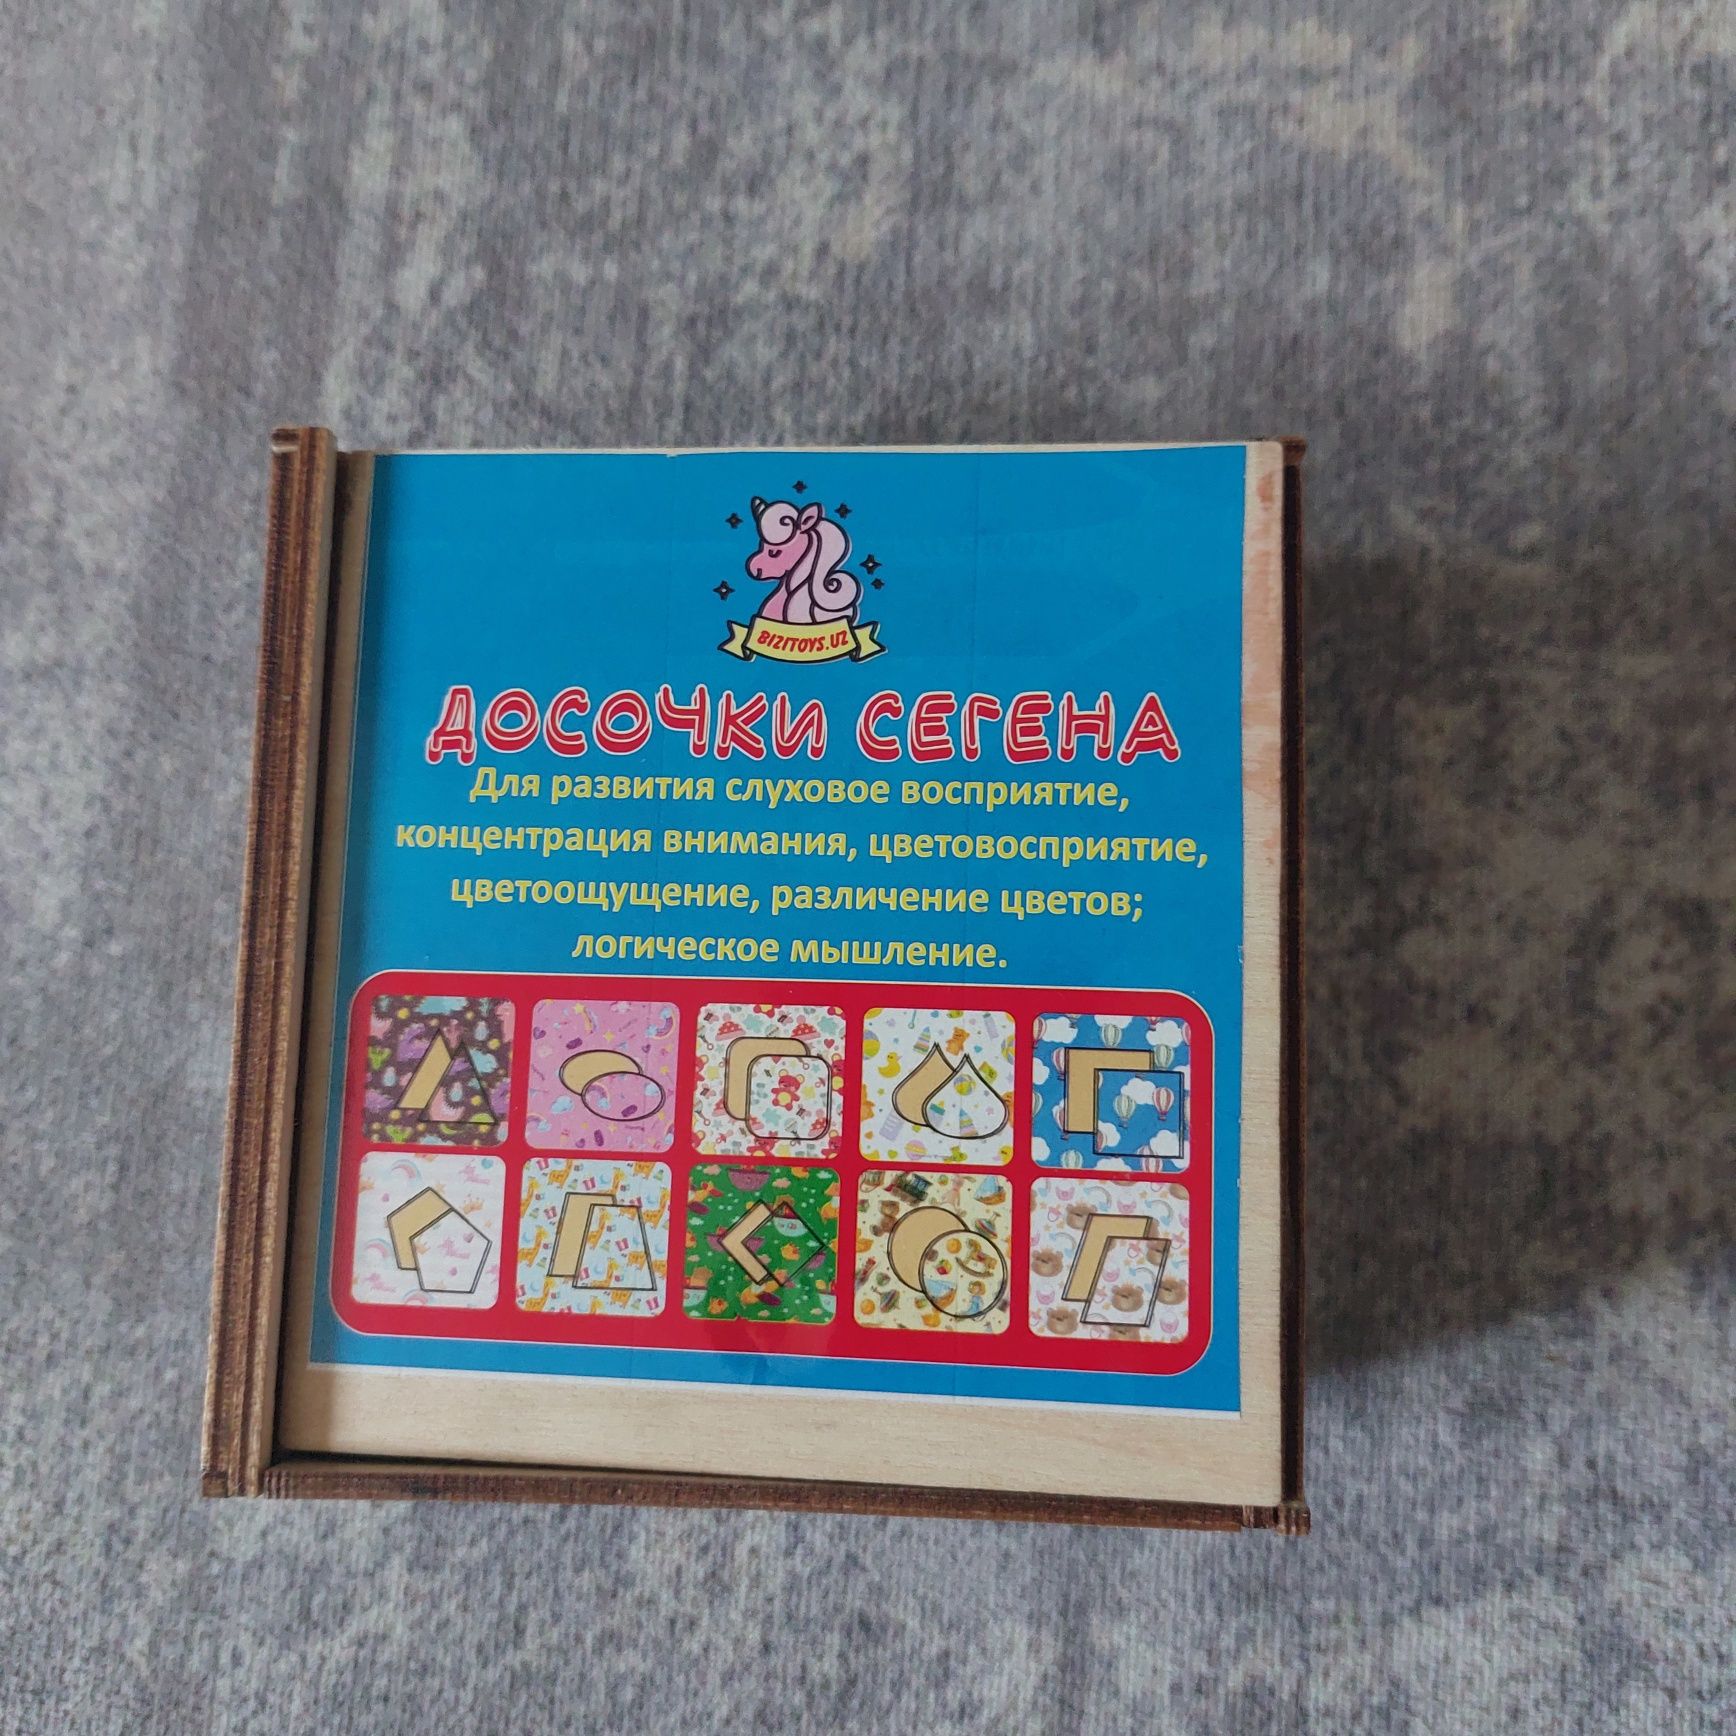 BIZITOYS.UZ
ДОСОЧКИ СЕГЕНА
Для развития слуховое восприятие,
концентрация внимания, цветовосприятие,
цветоощущение, различение цветов;
логическое мышление.